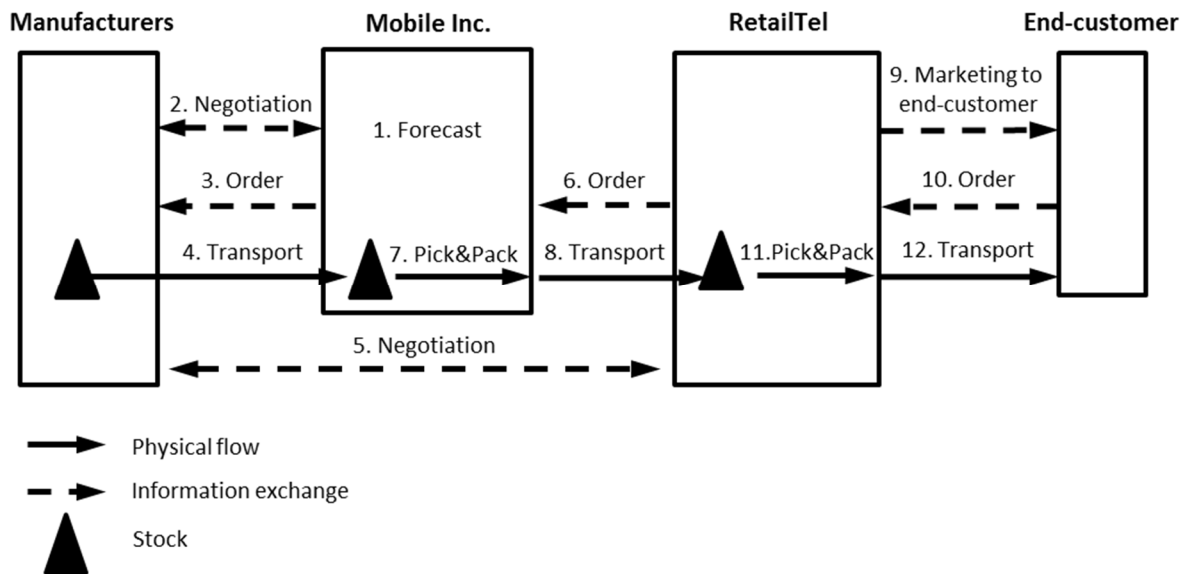 Manufacturers
Mobile Inc.
RetailTel
End-customer
2. Negotiation
1. Forecast
9. Marketing to
end-customer
3. Order
6. Order
10. Order
4. Transport
7. Pick&Pack
8. Transport
11.Pick&Pack
12. Transport
5. Negotiation
Physical flow
Information exchange
Stock